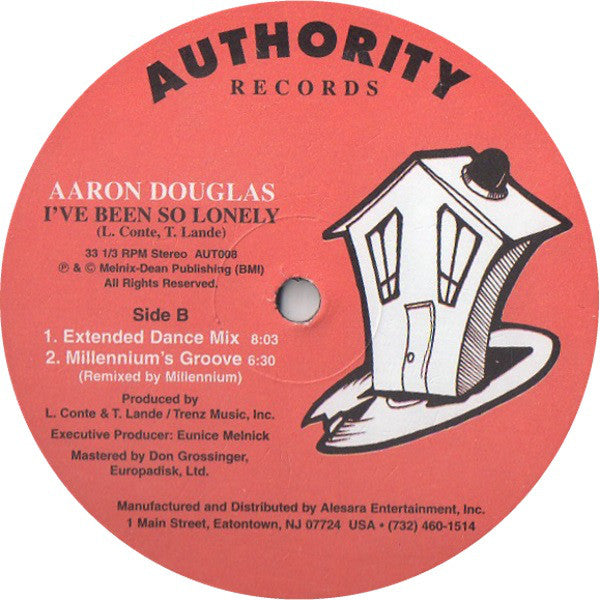 AUTHORITY
RECORDS
AARON DOUGLAS
I'VE BEEN SO LONELY
(L. Conte, T. Lande)
33 1/3 RPM Stereo AUT008
℗ & © Melnix-Dean Publishing (BMI)
All Rights Reserved.
Side B
1. Extended Dance Mix 8:03
2. Millennium's Groove 6:30
(Remixed by Millennium)
Produced by
L. Conte & T. Lande / Trenz Music, Inc.
Executive Producer: Eunice Melnick
Mastered by Don Grossinger,
Europadisk, Ltd.
Manufactured and Distributed by Alesara Entertainment, Inc.
1 Main Street, Eatontown, NJ 07724 USA • (732) 460-1514